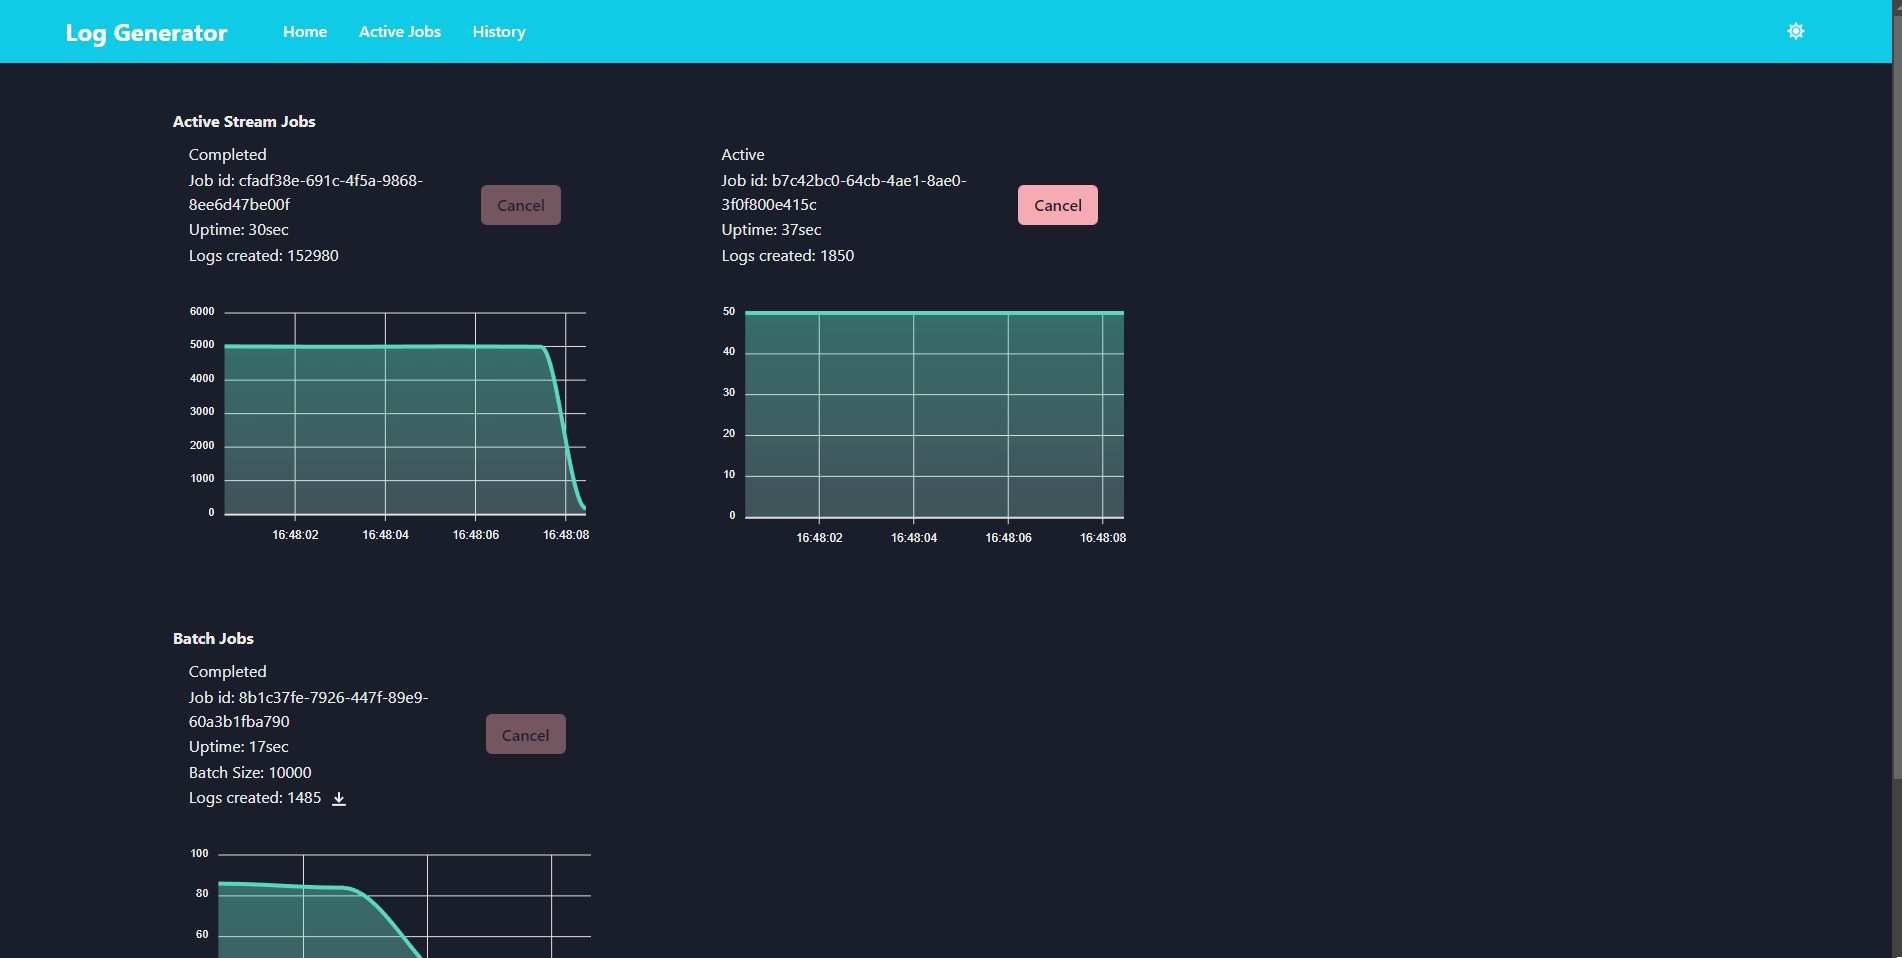 Log Generator
Home
Active Jobs
History
Active Stream Jobs
Completed
Job id: cfadf38e-691c-4f5a-9868-
8ee6d47be00f
Uptime: 30sec
Logs created: 152980
Cancel
6000
5000
4000
3000
2000
1000
0
16:48:02
16:48:04
16:48:06
16:48:08
Active
Job id: b7c42bc0-64cb-4ae1-8ae0-
3f0f800e415c
Uptime: 37sec
Logs created: 1850
Cancel
50
40
30
20
10
0
16:48:02
16:48:04
16:48:06
16:48:08
Batch Jobs
Completed
Job id: 8b1c37fe-7926-447f-89e9-
60a3b1fba790
Uptime: 17sec
Batch Size: 10000
Logs created: 1485
Cancel
100
80
60